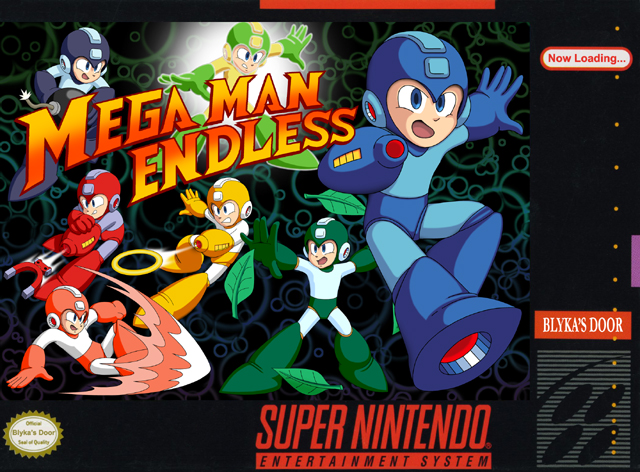 Now Loading...
MEGA MAN
ENDLESS
BLYKA'S DOOR
Official
Blyka's Door
Seal of Quality
SUPER NINTENDO
ENTERTAINMENT SYSTEM